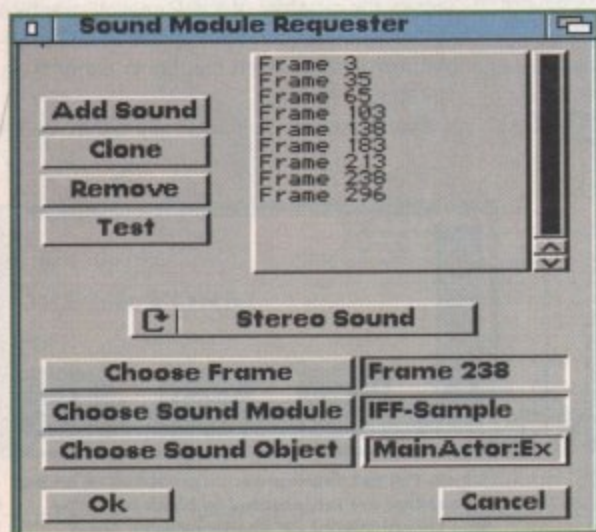 Sound Module Requester
Frame 3
Frame 35
Frame 65
Frame 103
Frame 138
Frame 183
Frame 213
Frame 238
Frame 296
Add Sound
Clone
Remove
Test
Stereo Sound
Choose Frame
Frame 238
Choose Sound Module
IFF-Sample
Choose Sound Object
MainActor:Ex
Ok
Cancel